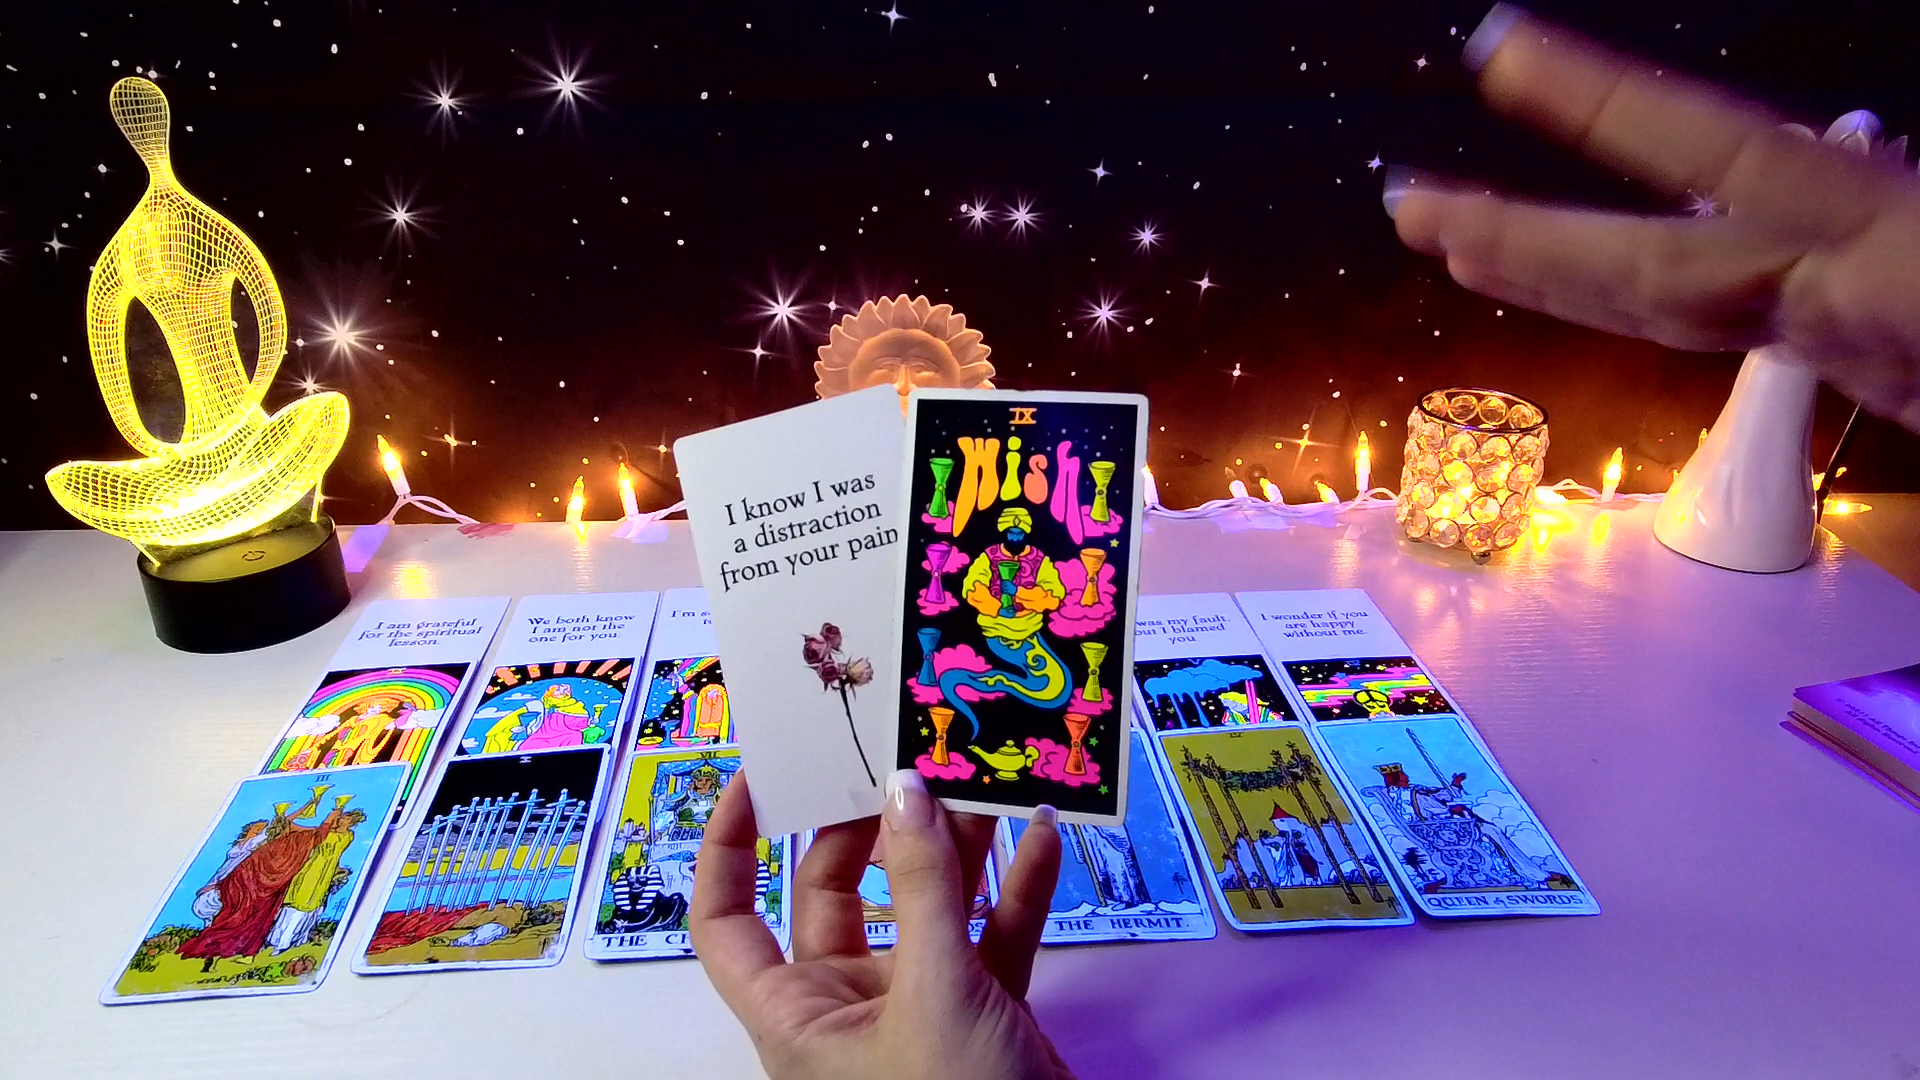 IX
Wish
I know I was
a distraction
from your pain
I am grateful
for the spiritual
lesson.
We both know
I am not the
one for you.
I'm
was my fault,
but I blamed
you.
I wonder if you
are happy
without me.
III
X
VII
THE
THE HERMIT.
QUEEN of SWORDS